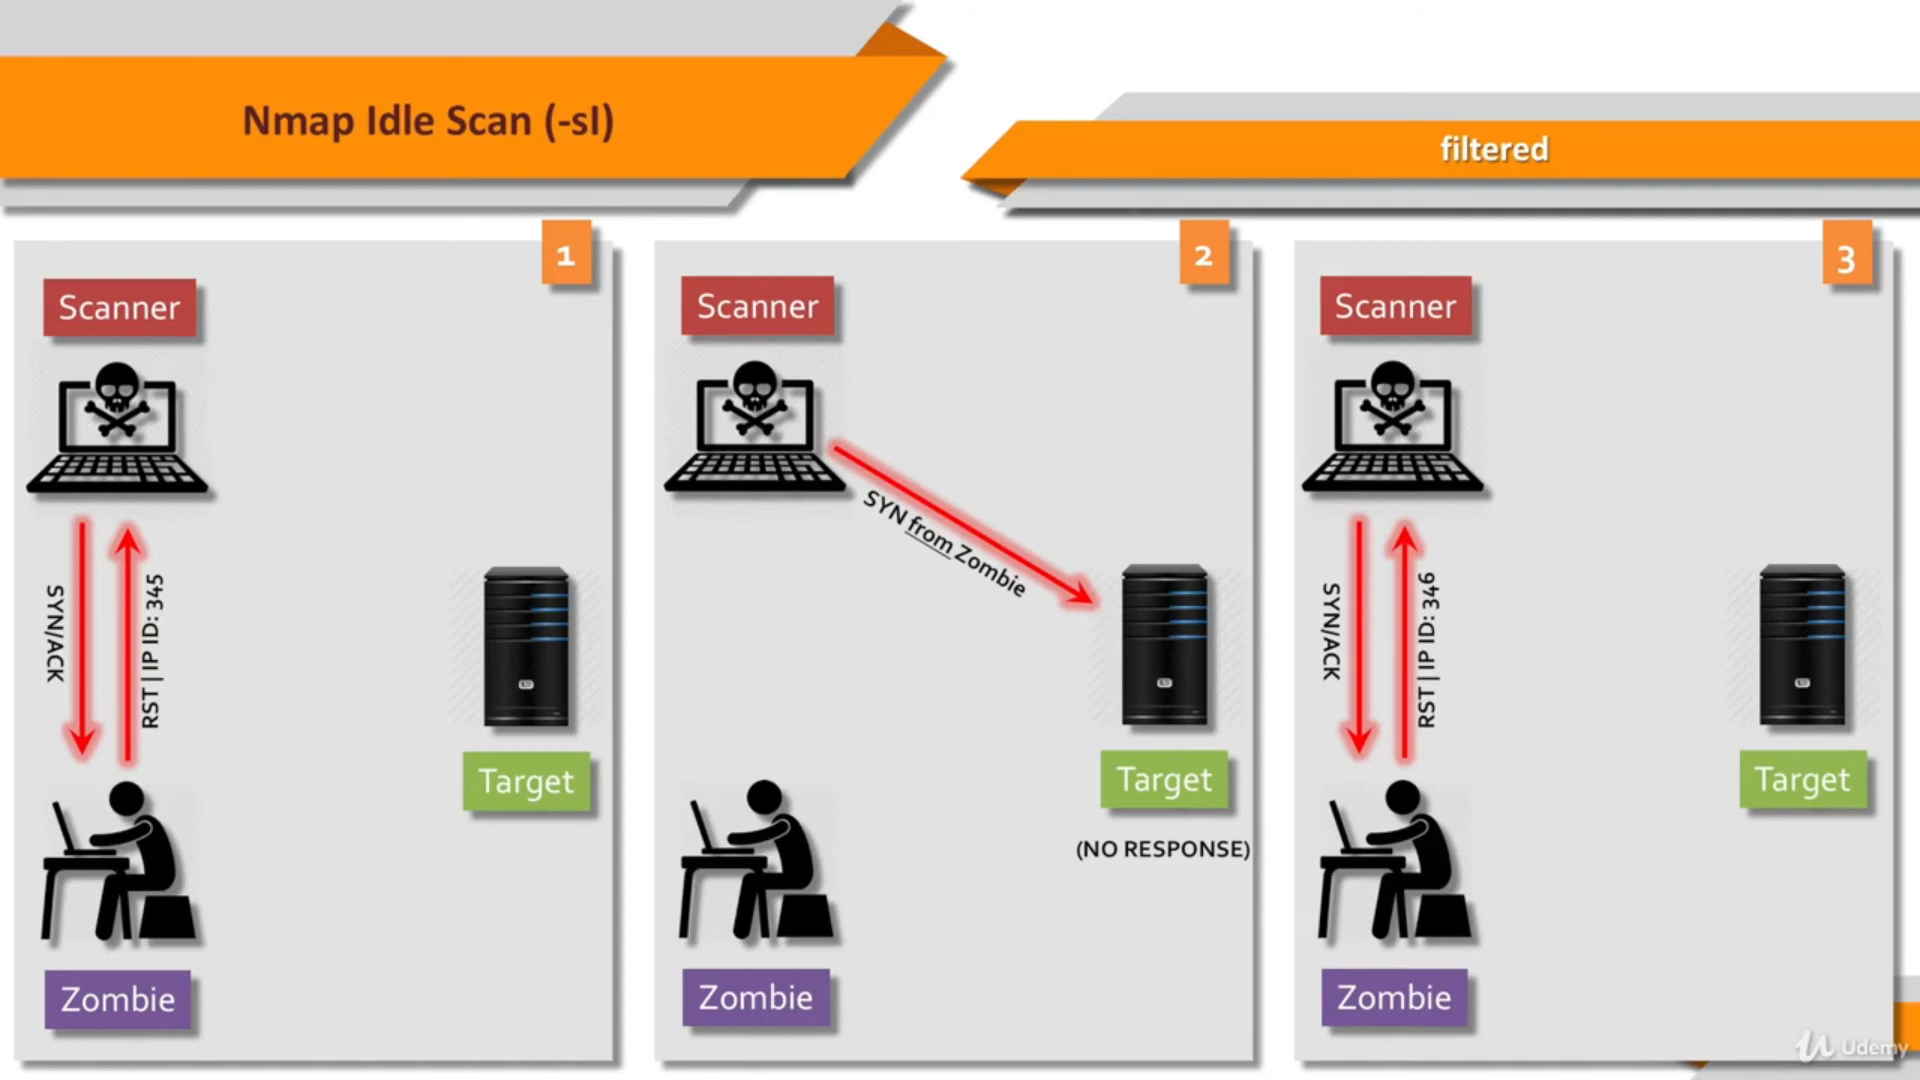 Nmap Idle Scan (-sI)
filtered
1
Scanner
SYN/ACK
RST | IP ID: 345
Target
Zombie
2
Scanner
SYN from Zombie
Target
(NO RESPONSE)
Zombie
3
Scanner
SYN/ACK
RST | IP ID: 346
Target
Zombie
Udemy